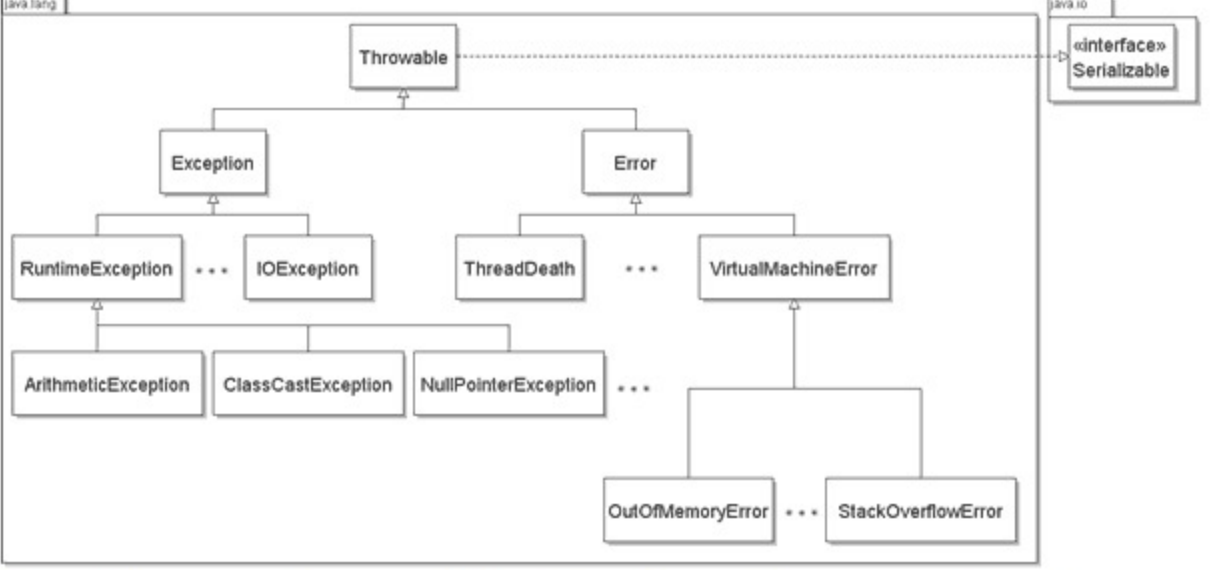 java.lang
java.io
Throwable
«interface»
Serializable
Exception
Error
RuntimeException
...
IOException
ThreadDeath
...
VirtualMachineError
ArithmeticException
ClassCastException
NullPointerException
...
OutOfMemoryError
...
StackOverflowError